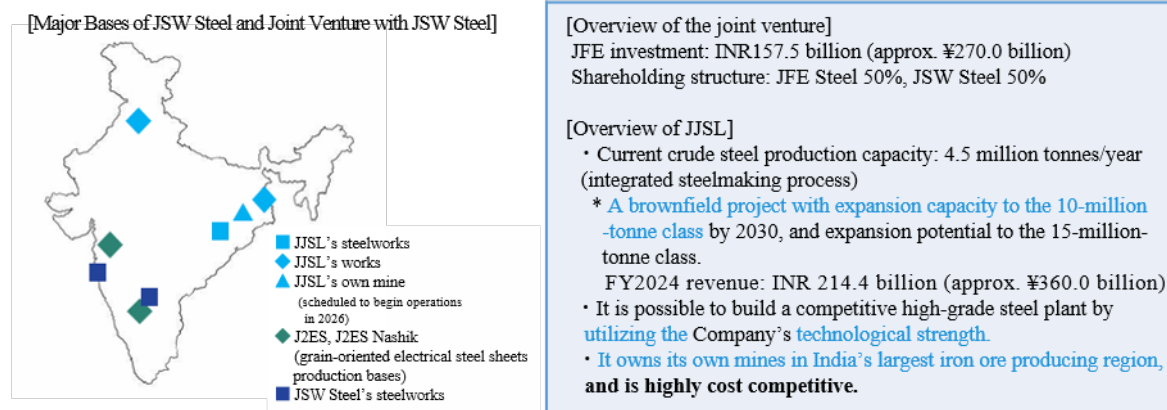 [Major Bases of JSW Steel and Joint Venture with JSW Steel]
JJSL's steelworks
JJSL's works
JJSL's own mine
(scheduled to begin operations
in 2026)
J2ES, J2ES Nashik
(grain-oriented electrical steel sheets
production bases)
JSW Steel's steelworks
[Overview of the joint venture]
JFE investment: INR157.5 billion (approx. ¥270.0 billion)
Shareholding structure: JFE Steel 50%, JSW Steel 50%
[Overview of JJSL]
・Current crude steel production capacity: 4.5 million tonnes/year
(integrated steelmaking process)
* A brownfield project with expansion capacity to the 10-million
-tonne class by 2030, and expansion potential to the 15-million-
tonne class.
FY2024 revenue: INR 214.4 billion (approx. ¥360.0 billion)
・It is possible to build a competitive high-grade steel plant by
utilizing the Company's technological strength.
・It owns its own mines in India's largest iron ore producing region,
and is highly cost competitive.